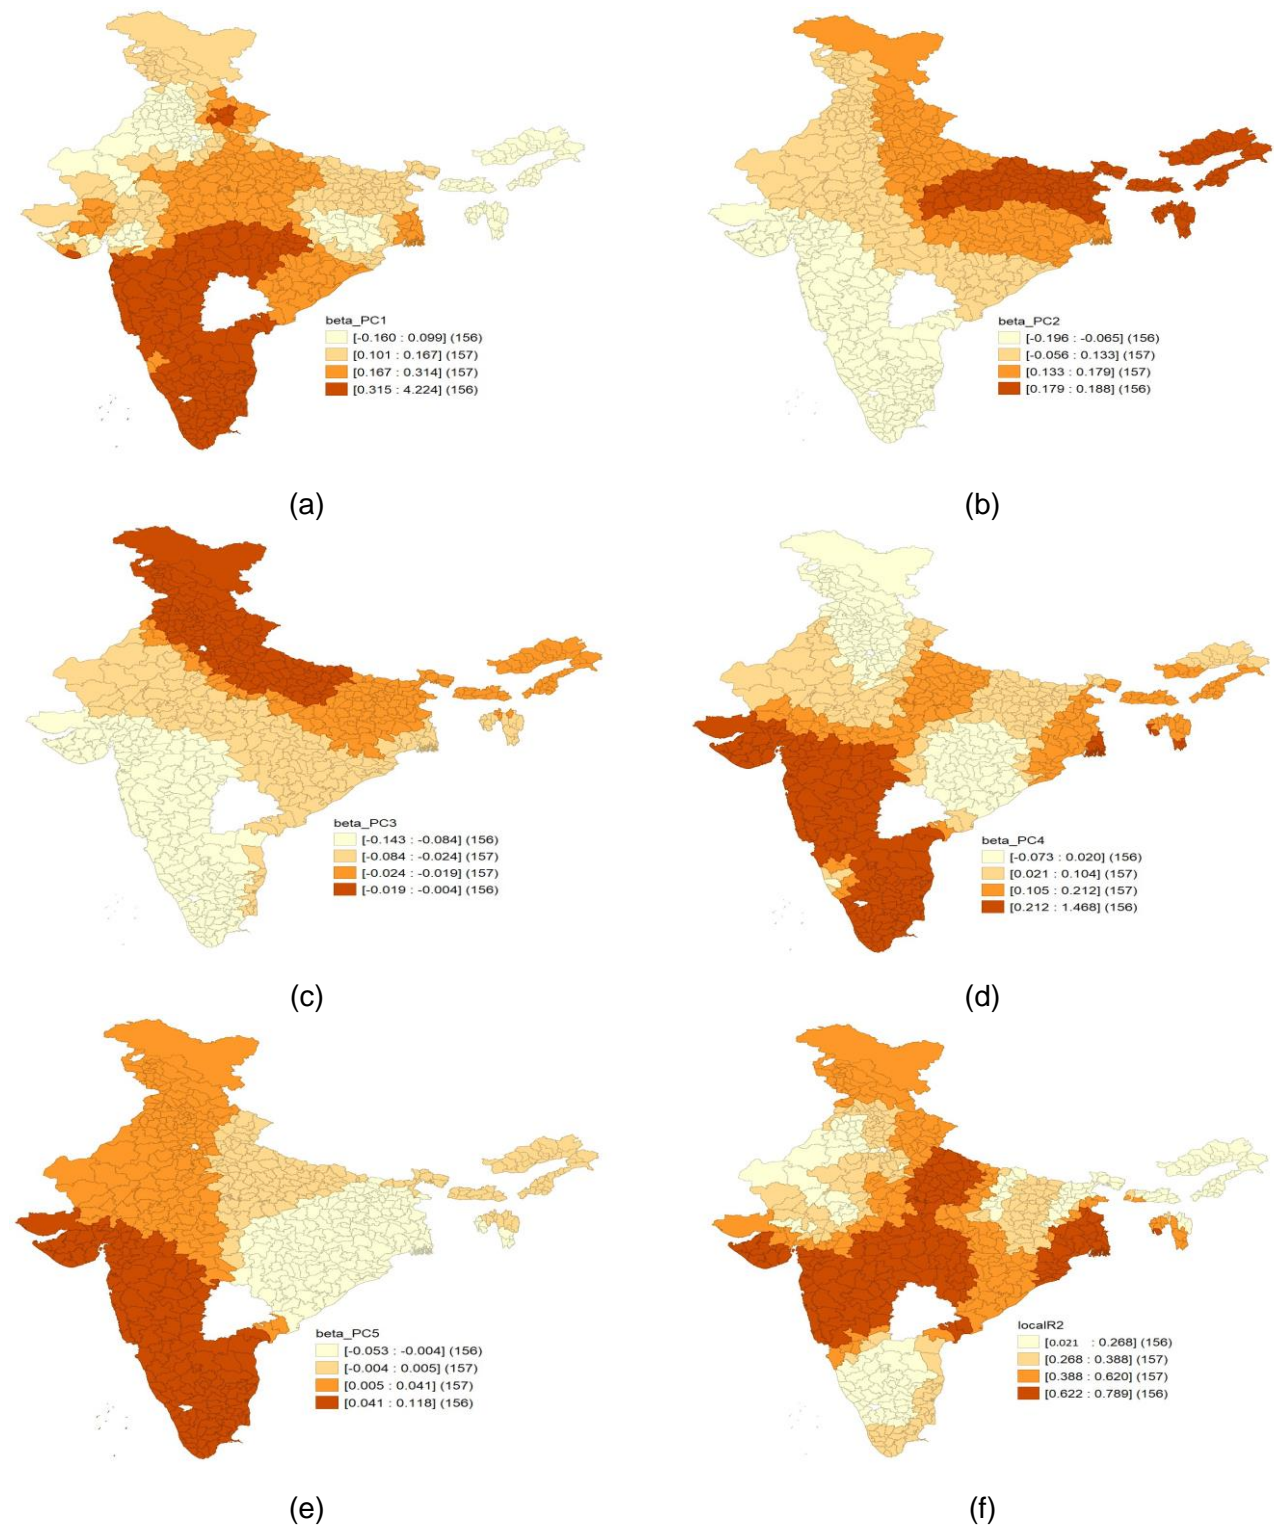 beta_PC1
[-0.160 : 0.099] (156)
[0.101 : 0.167] (157)
[0.167 : 0.314] (157)
[0.315 : 4.224] (156)
(a)
beta_PC2
[-0.196 : -0.065] (156)
[-0.056 : 0.133] (157)
[0.133 : 0.179] (157)
[0.179 : 0.188] (156)
(b)
beta_PC3
[-0.143 : -0.084] (156)
[-0.084 : -0.024] (157)
[-0.024 : -0.019] (157)
[-0.019 : -0.004] (156)
(c)
beta_PC4
[-0.073 : 0.020] (156)
[0.021 : 0.104] (157)
[0.105 : 0.212] (157)
[0.212 : 1.468] (156)
(d)
beta_PC5
[-0.053 : -0.004] (156)
[-0.004 : 0.005] (157)
[0.005 : 0.041] (157)
[0.041 : 0.118] (156)
(e)
localR2
[0.021 : 0.268] (156)
[0.268 : 0.388] (157)
[0.388 : 0.620] (157)
[0.622 : 0.789] (156)
(f)